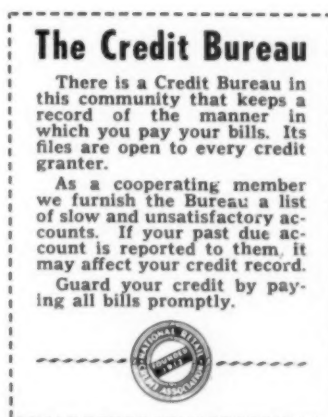 The Credit Bureau
There is a Credit Bureau in
this community that keeps a
record of the manner in
which you pay your bills. Its
files are open to every credit
granter.
As a cooperating member
we furnish the Bureau a list
of slow and unsatisfactory ac-
counts. If your past due ac-
count is reported to them, it
may affect your credit record.
Guard your credit by pay-
ing all bills promptly.
NATIONAL RETAIL
CREDIT ASSOCIATION
FOUNDED
1912